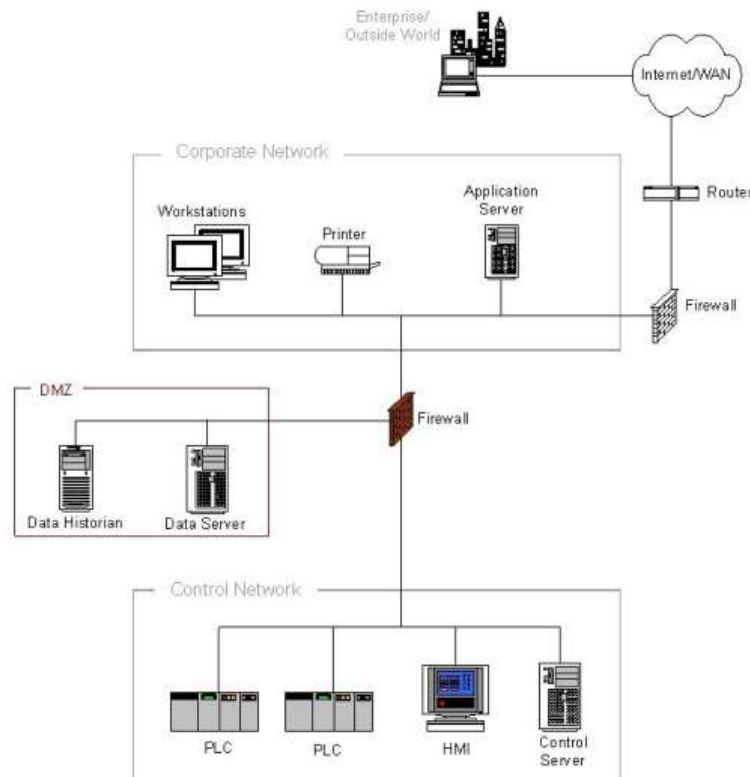 Enterprise/
Outside World
Internet/WAN
Corporate Network
Router
Workstations
Printer
Application
Server
Firewall
DMZ
Firewall
Data Historian
Data Server
Control Network
PLC
PLC
HMI
Control
Server